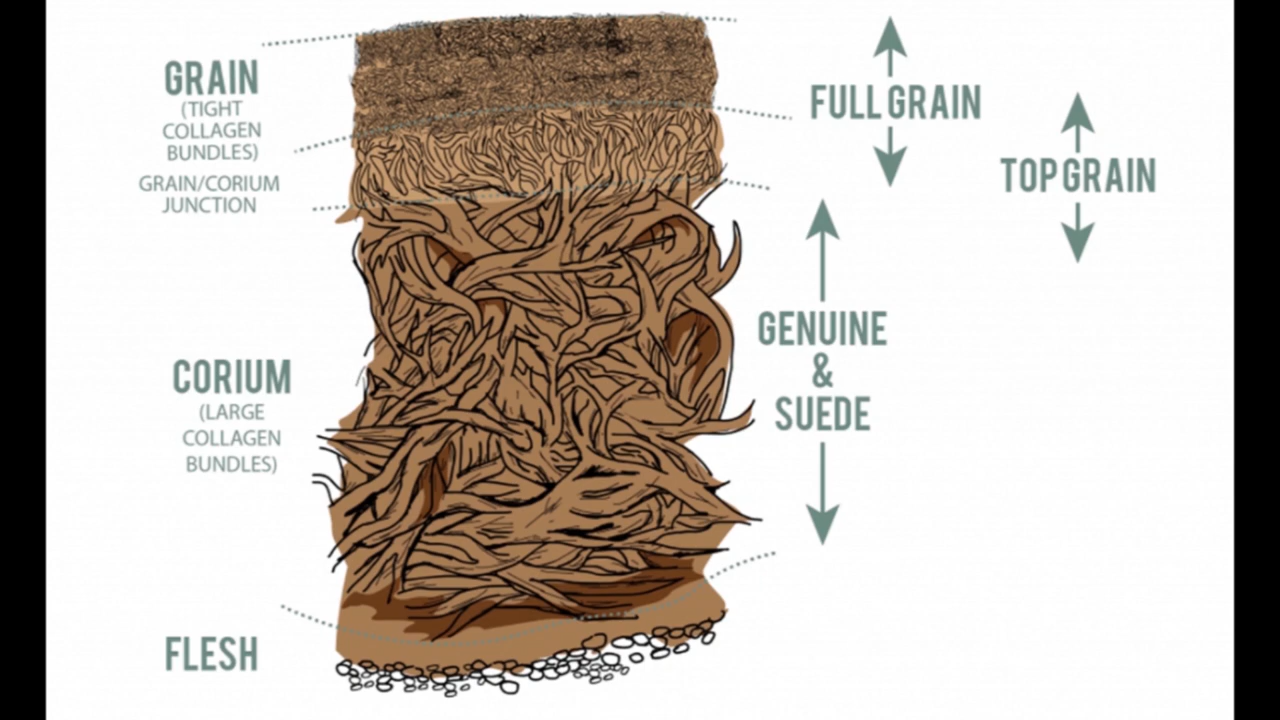 GRAIN
(TIGHT
COLLAGEN
BUNDLES)
GRAIN/CORIUM
JUNCTION
CORIUM
(LARGE
COLLAGEN
BUNDLES)
FLESH
FULL GRAIN
TOP GRAIN
GENUINE
&
SUEDE